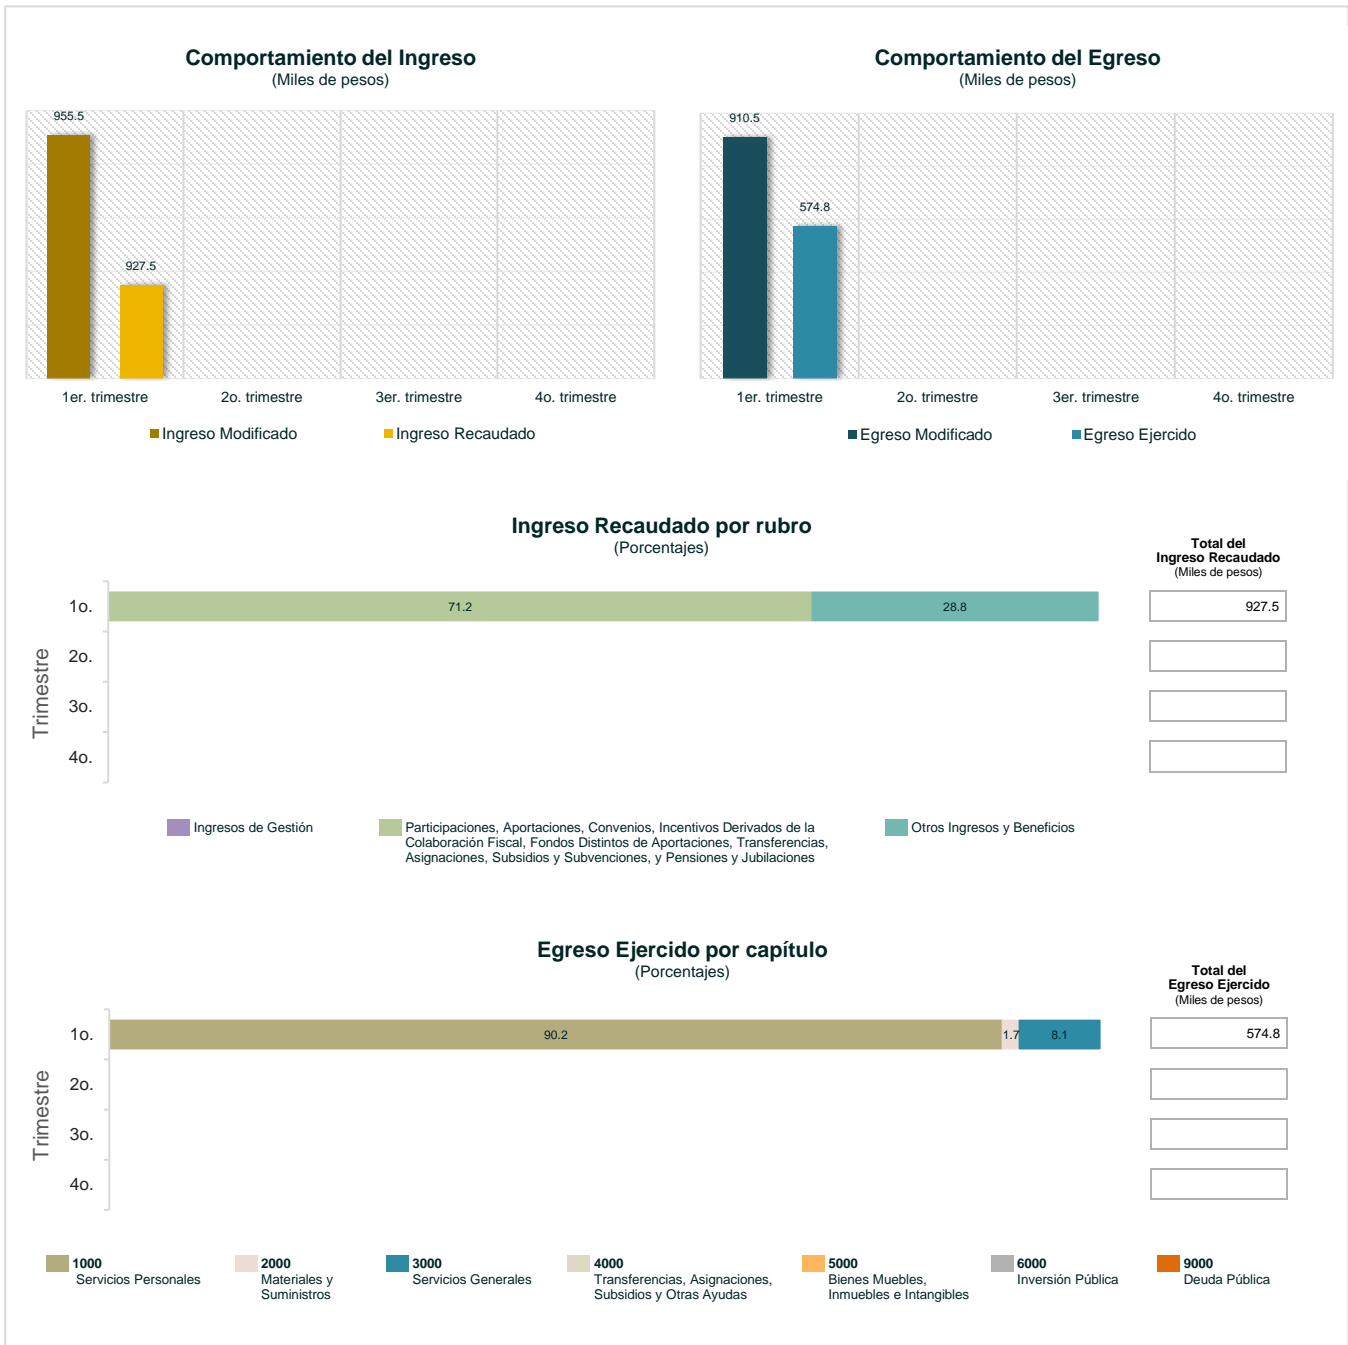 Comportamiento del Ingreso
(Miles de pesos)
955.5
927.5
1er. trimestre
2o. trimestre
3er. trimestre
4o. trimestre
Ingreso Modificado
Ingreso Recaudado
Comportamiento del Egreso
(Miles de pesos)
910.5
574.8
1er. trimestre
2o. trimestre
3er. trimestre
4o. trimestre
Egreso Modificado
Egreso Ejercido
Ingreso Recaudado por rubro
(Porcentajes)
Total del
Ingreso Recaudado
(Miles de pesos)
Trimestre
1o.
71.2
28.8
927.5
2o.
3o.
4o.
Ingresos de Gestión
Participaciones, Aportaciones, Convenios, Incentivos Derivados de la
Colaboración Fiscal, Fondos Distintos de Aportaciones, Transferencias,
Asignaciones, Subsidios y Subvenciones, y Pensiones y Jubilaciones
Otros Ingresos y Beneficios
Egreso Ejercido por capítulo
(Porcentajes)
Total del
Egreso Ejercido
(Miles de pesos)
Trimestre
1o.
90.2
1.7
8.1
574.8
2o.
3o.
4o.
1000
Servicios Personales
2000
Materiales y
Suministros
3000
Servicios Generales
4000
Transferencias, Asignaciones,
Subsidios y Otras Ayudas
5000
Bienes Muebles,
Inmuebles e Intangibles
6000
Inversión Pública
9000
Deuda Pública